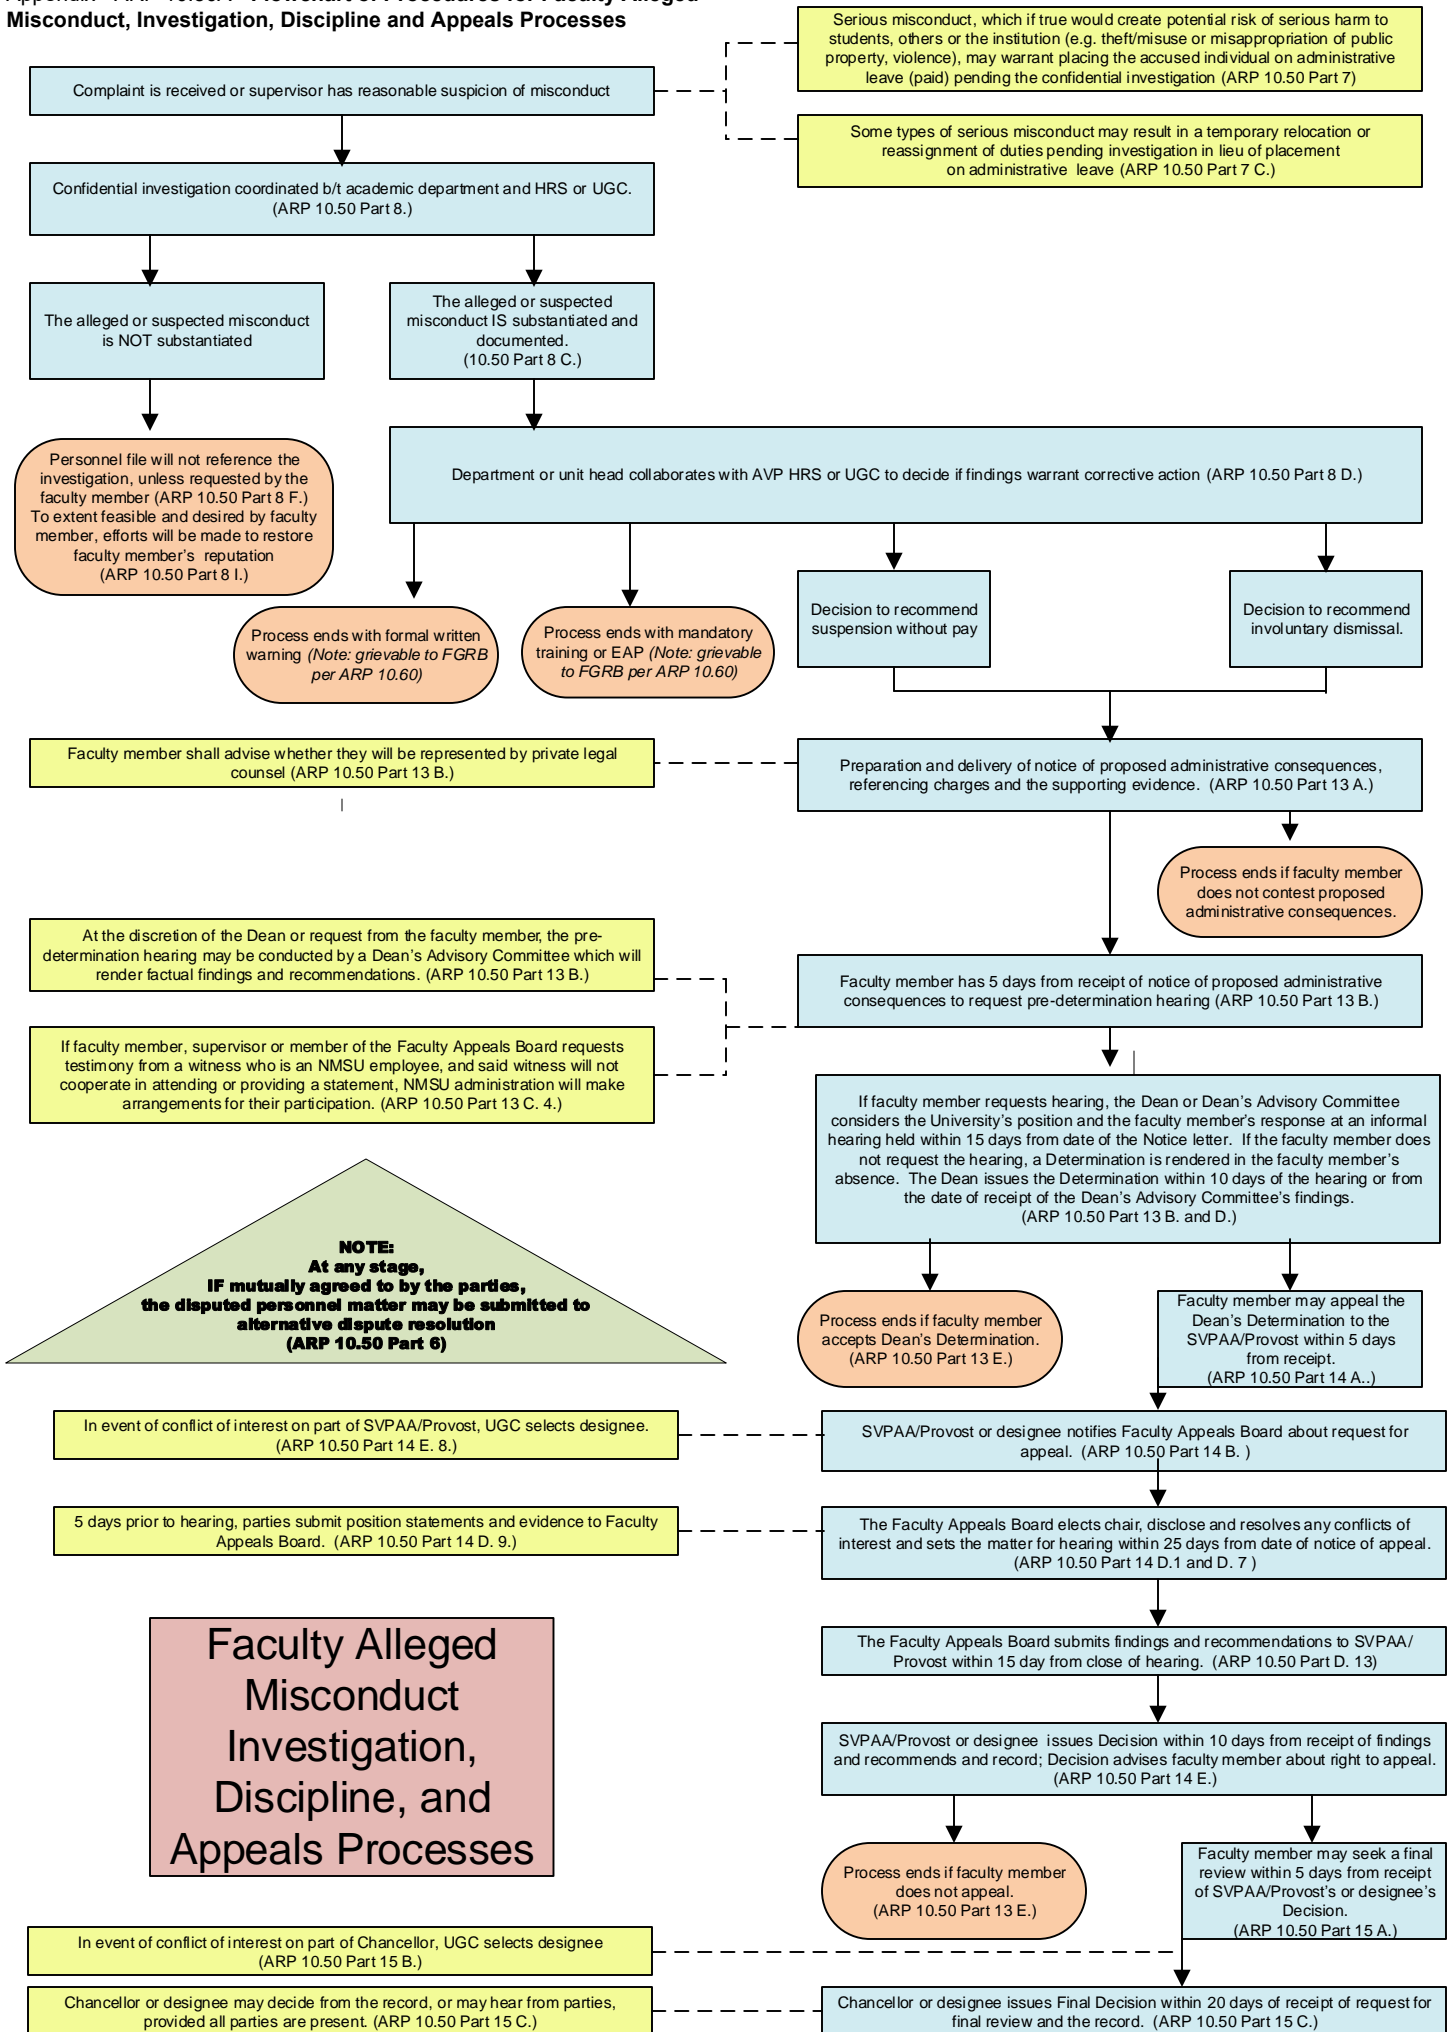 Misconduct, Investigation, Discipline and Appeals Processes
Serious misconduct, which if true would create potential risk of serious harm to
students, others or the institution (e.g. theft/misuse or misappropriation of public
property, violence), may warrant placing the accused individual on administrative
leave (paid) pending the confidential investigation (ARP 10.50 Part 7)
Complaint is received or supervisor has reasonable suspicion of misconduct
Some types of serious misconduct may result in a temporary relocation or
reassignment of duties pending investigation in lieu of placement
on administrative leave (ARP 10.50 Part 7 C.)
Confidential investigation coordinated b/t academic department and HRS or UGC.
(ARP 10.50 Part 8.)
The alleged or suspected misconduct
is NOT substantiated
The alleged or suspected
misconduct IS substantiated and
documented.
(10.50 Part 8 C.)
Personnel file will not reference the
investigation, unless requested by the
faculty member (ARP 10.50 Part 8 F.)
To extent feasible and desired by faculty
member, efforts will be made to restore
faculty member's reputation
(ARP 10.50 Part 8 I.)
Department or unit head collaborates with AVP HRS or UGC to decide if findings warrant corrective action (ARP 10.50 Part 8 D.)
Process ends with formal written
warning (Note: grievable to FGRB
per ARP 10.60)
Process ends with mandatory
training or EAP (Note: grievable
to FGRB per ARP 10.60)
Decision to recommend
suspension without pay
Decision to recommend
involuntary dismissal.
Faculty member shall advise whether they will be represented by private legal
counsel (ARP 10.50 Part 13 B.)
Preparation and delivery of notice of proposed administrative consequences,
referencing charges and the supporting evidence. (ARP 10.50 Part 13 A.)
Process ends if faculty member
does not contest proposed
administrative consequences.
At the discretion of the Dean or request from the faculty member, the pre-
determination hearing may be conducted by a Dean's Advisory Committee which will
render factual findings and recommendations. (ARP 10.50 Part 13 B.)
Faculty member has 5 days from receipt of notice of proposed administrative
consequences to request pre-determination hearing (ARP 10.50 Part 13 B.)
If faculty member, supervisor or member of the Faculty Appeals Board requests
testimony from a witness who is an NMSU employee, and said witness will not
cooperate in attending or providing a statement, NMSU administration will make
arrangements for their participation. (ARP 10.50 Part 13 C. 4.)
If faculty member requests hearing, the Dean or Dean's Advisory Committee
considers the University's position and the faculty member's response at an informal
hearing held within 15 days from date of the Notice letter. If the faculty member does
not request the hearing, a Determination is rendered in the faculty member's
absence. The Dean issues the Determination within 10 days of the hearing or from
the date of receipt of the Dean's Advisory Committee's findings.
(ARP 10.50 Part 13 B. and D.)
NOTE:
At any stage,
IF mutually agreed to by the parties,
the disputed personnel matter may be submitted to
alternative dispute resolution
(ARP 10.50 Part 6)
Process ends if faculty member
accepts Dean's Determination.
(ARP 10.50 Part 13 E.)
Faculty member may appeal the
Dean's Determination to the
SVPAA/Provost within 5 days
from receipt.
(ARP 10.50 Part 14 A..)
In event of conflict of interest on part of SVPAA/Provost, UGC selects designee.
(ARP 10.50 Part 14 E. 8.)
SVPAA/Provost or designee notifies Faculty Appeals Board about request for
appeal. (ARP 10.50 Part 14 B. )
5 days prior to hearing, parties submit position statements and evidence to Faculty
Appeals Board. (ARP 10.50 Part 14 D. 9.)
The Faculty Appeals Board elects chair, disclose and resolves any conflicts of
interest and sets the matter for hearing within 25 days from date of notice of appeal.
(ARP 10.50 Part 14 D.1 and D. 7 )
Faculty Alleged
Misconduct
Investigation,
Discipline, and
Appeals Processes
The Faculty Appeals Board submits findings and recommendations to SVPAA/
Provost within 15 day from close of hearing. (ARP 10.50 Part D. 13)
SVPAA/Provost or designee issues Decision within 10 days from receipt of findings
and recommends and record; Decision advises faculty member about right to appeal.
(ARP 10.50 Part 14 E.)
Process ends if faculty member
does not appeal.
(ARP 10.50 Part 13 E.)
Faculty member may seek a final
review within 5 days from receipt
of SVPAA/Provost's or designee's
Decision.
(ARP 10.50 Part 15 A.)
In event of conflict of interest on part of Chancellor, UGC selects designee
(ARP 10.50 Part 15 B.)
Chancellor or designee may decide from the record, or may hear from parties,
provided all parties are present. (ARP 10.50 Part 15 C.)
Chancellor or designee issues Final Decision within 20 days of receipt of request for
final review and the record. (ARP 10.50 Part 15 C.)